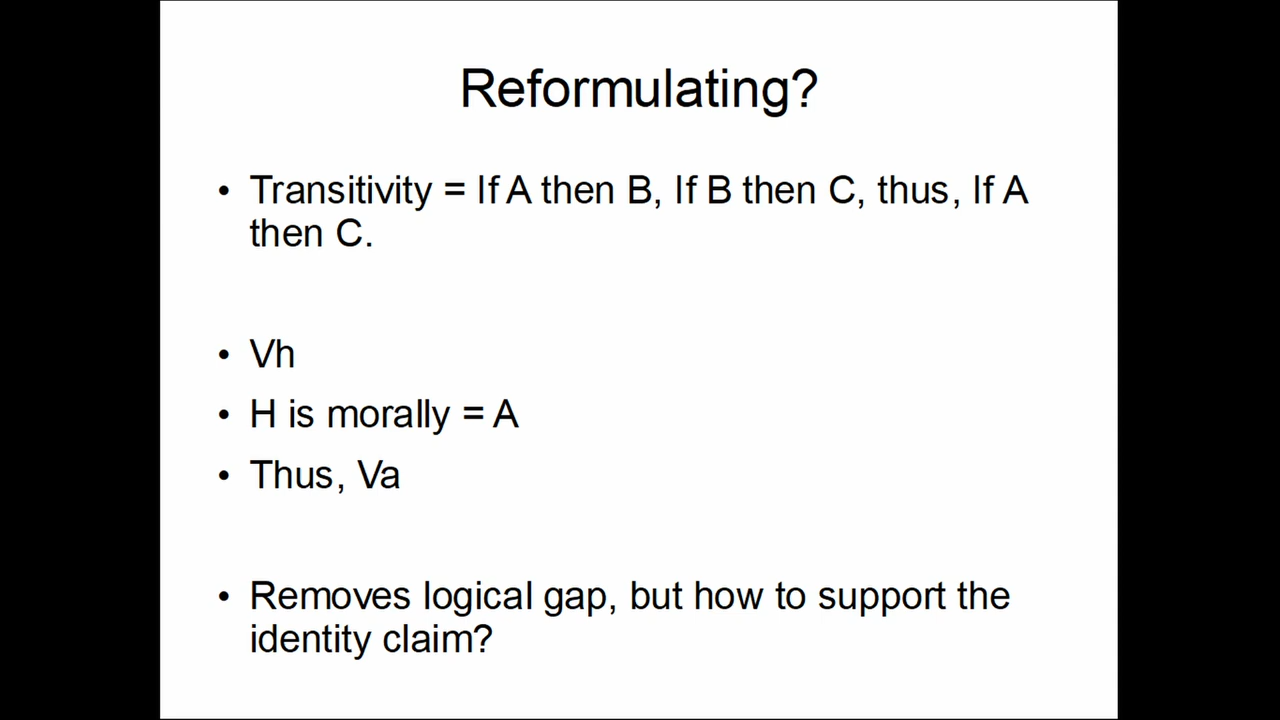 Reformulating?
• Transitivity = If A then B, If B then C, thus, If A
then C.
• Vh
• H is morally = A
• Thus, Va
• Removes logical gap, but how to support the
identity claim?